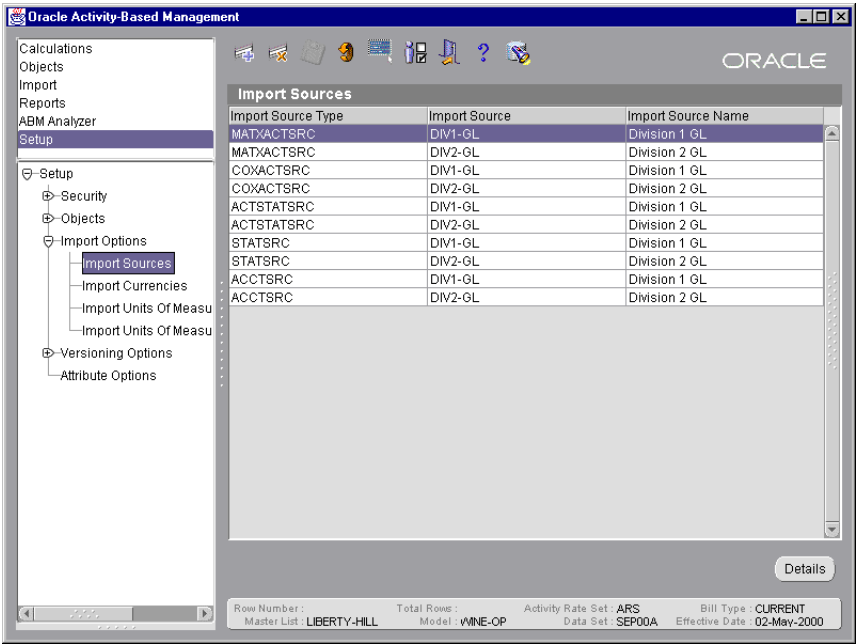 Oracle Activity-Based Management
Calculations
Objects
Import
Reports
ABM Analyzer
Setup
Setup
Security
Objects
Import Options
Import Sources
Import Currencies
Import Units Of Measu
Import Units Of Measu
Versioning Options
Attribute Options
?
ORACLE
Import Sources
Import Source Type Import Source Import Source Name
MATXACTSRC DIV1-GL Division 1 GL
MATXACTSRC DIV2-GL Division 2 GL
COXACTSRC DIV1-GL Division 1 GL
COXACTSRC DIV2-GL Division 2 GL
ACTSTATSRC DIV1-GL Division 1 GL
ACTSTATSRC DIV2-GL Division 2 GL
STATSRC DIV1-GL Division 1 GL
STATSRC DIV2-GL Division 2 GL
ACCTSRC DIV1-GL Division 1 GL
ACCTSRC DIV2-GL Division 2 GL
Details
Row Number : Total Rows : Activity Rate Set : ARS Bill Type : CURRENT
Master List : LIBERTY-HILL Model : WINE-OP Data Set : SEP00A Effective Date : 02-May-2000